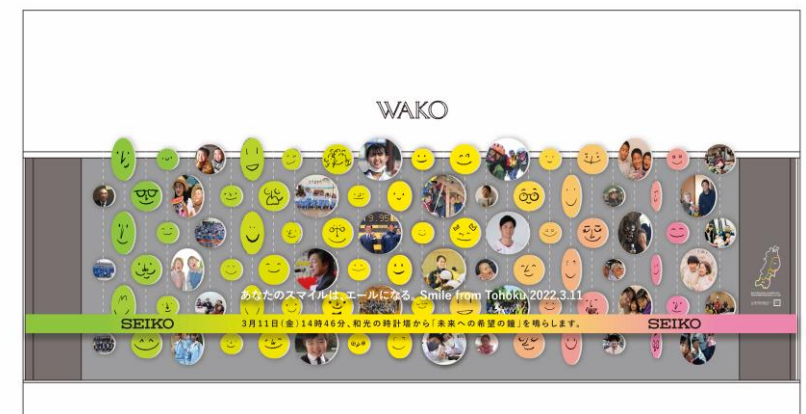 WAKO
9.95
あなたのスマイルは、エールになる。Smile from Tohoku 2022.3.11
SEIKO
3月11日(金)14時46分、和光の時計塔から「未来への希望の鐘」を鳴らします。
SEIKO